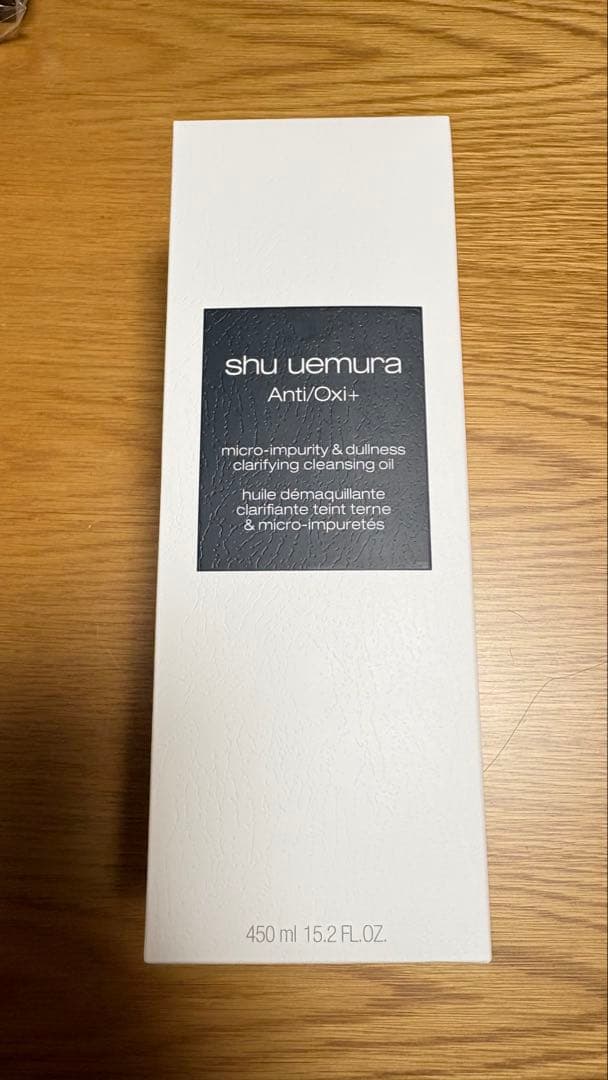 shu uemura
Anti/Oxi+
micro-impurity & dullness
clarifying cleansing oil
huile démaquillante
clarifiante teint terne
& micro-impuretés
450 ml 15.2 FL.OZ.